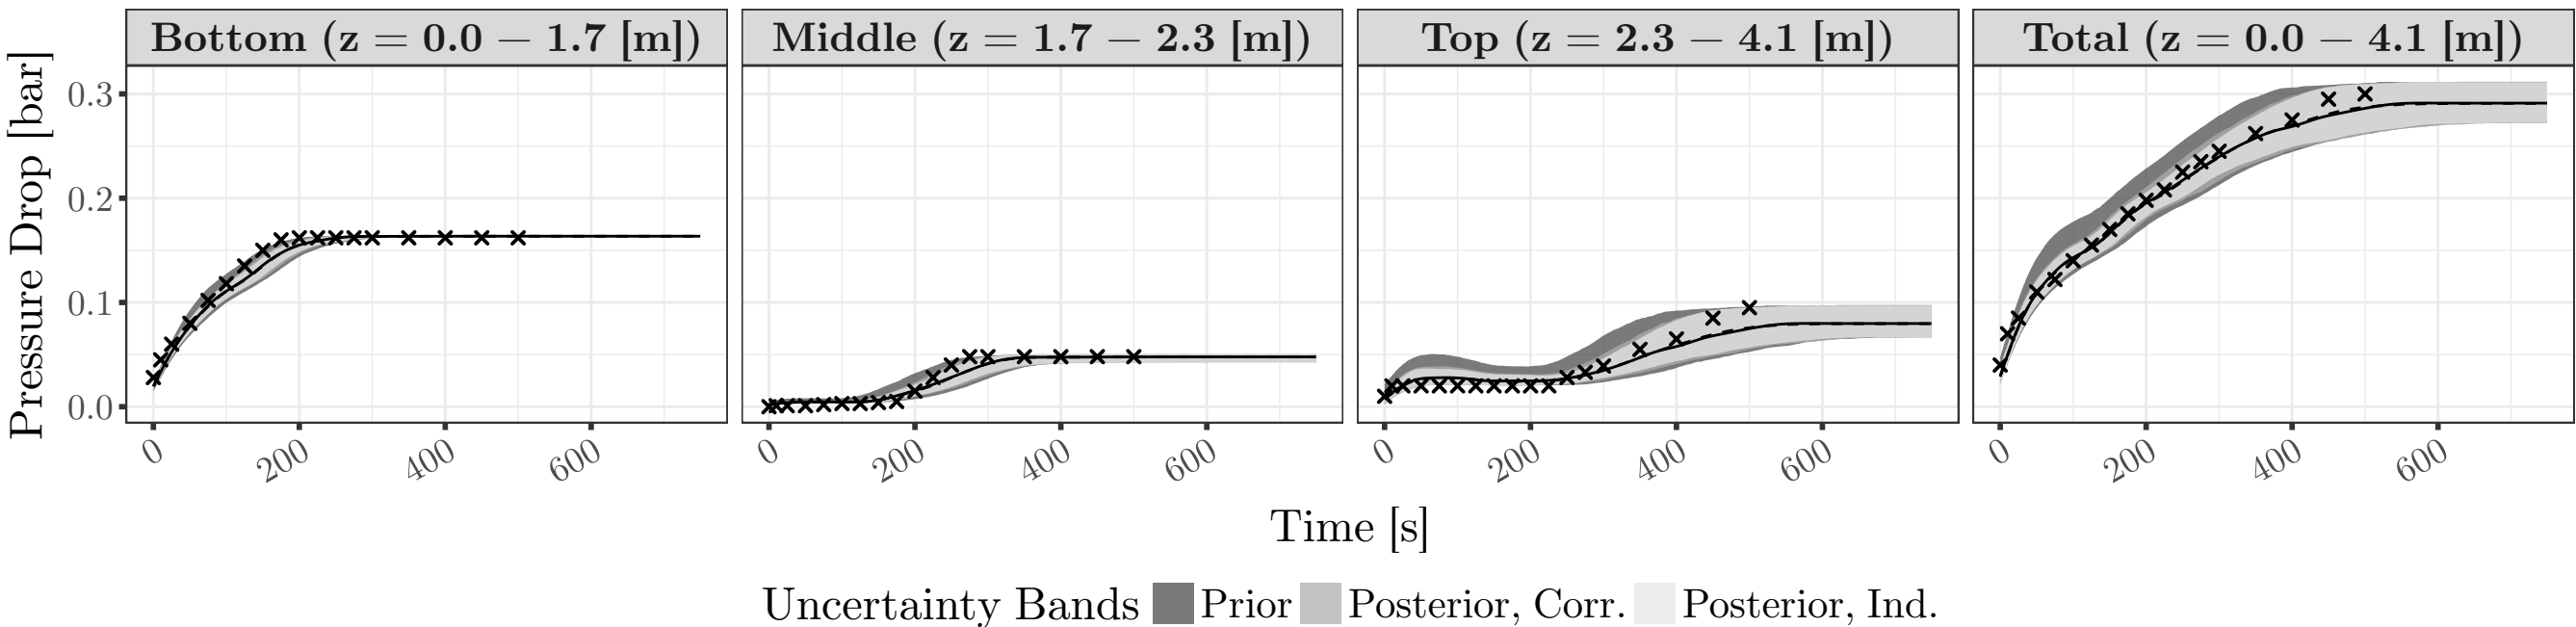 Bottom (z = 0.0 − 1.7 [m])
Middle (z = 1.7 − 2.3 [m])
Top (z = 2.3 − 4.1 [m])
Total (z = 0.0 − 4.1 [m])
Pressure Drop [bar]
0.3
0.2
0.1
0.0
0 200 400 600
0 200 400 600
0 200 400 600
0 200 400 600
Time [s]
Uncertainty Bands Prior Posterior, Corr. Posterior, Ind.